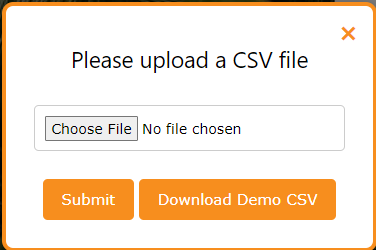 ×
Please upload a CSV file
Choose File No file chosen
Submit Download Demo CSV